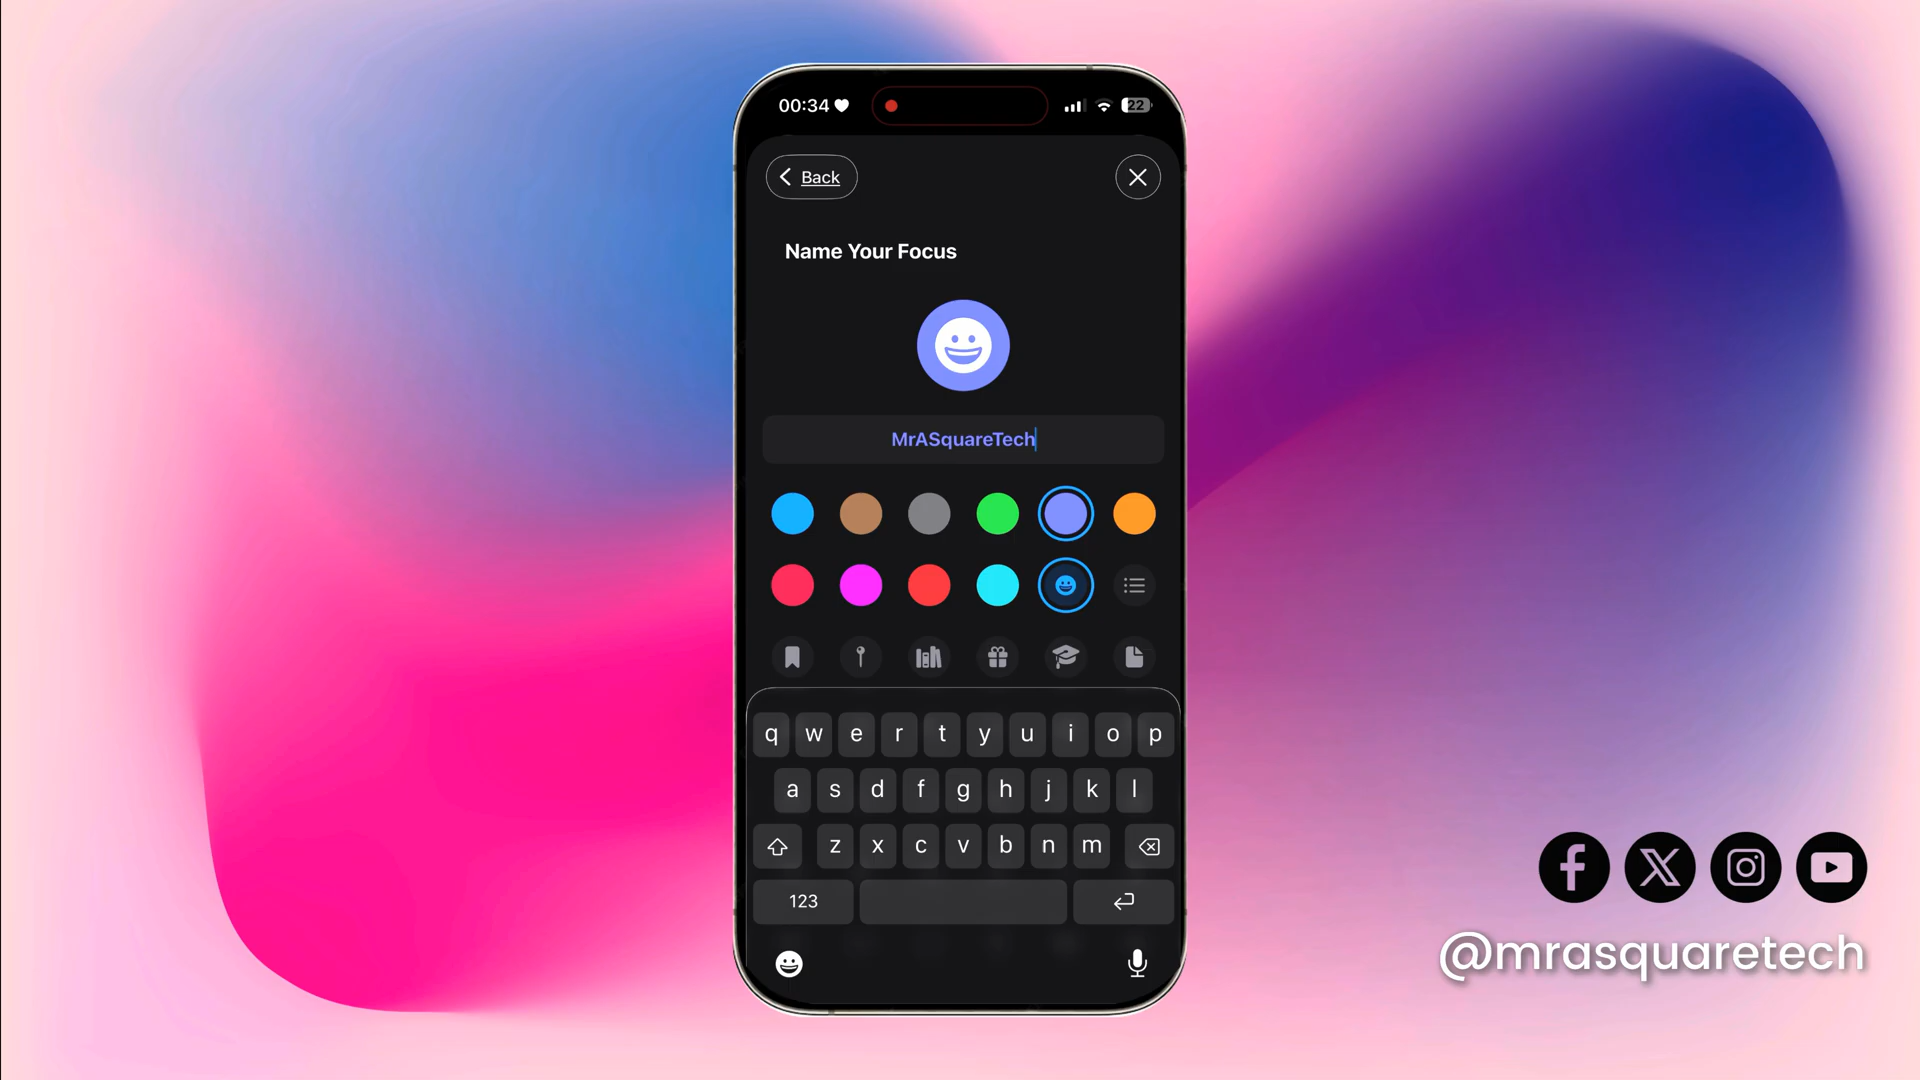 00:34
22
Back
Name Your Focus
MrASquareTech
q w e r t y u i o p
a s d f g h j k l
z x c v b n m
123
@mrasquaretech